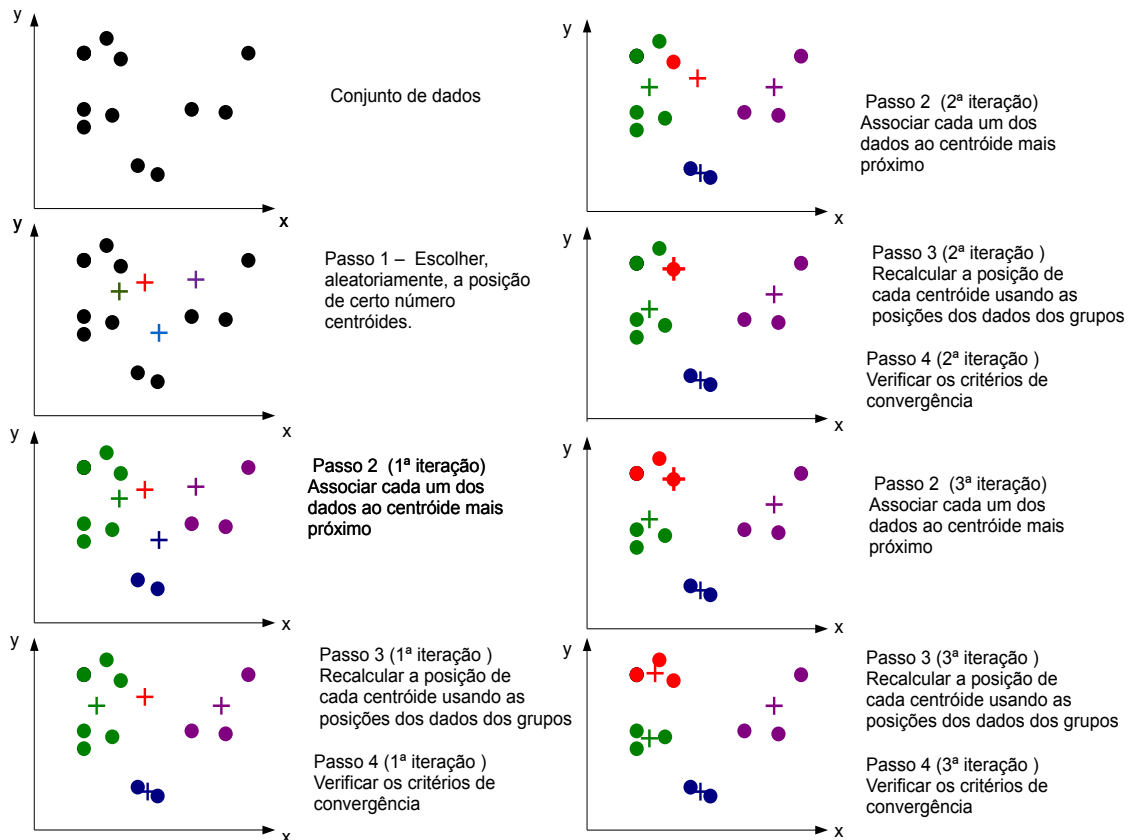 y
Conjunto de dados
x
y
Passo 1 – Escolher,
aleatoriamente, a posição
de certo número
centróides.
x
y
Passo 2 (1ª iteração)
Associar cada um dos
dados ao centróide mais
próximo
x
y
Passo 3 (1ª iteração )
Recalcular a posição de
cada centróide usando as
posições dos dados dos grupos
Passo 4 (1ª iteração )
Verificar os critérios de
convergência
x
y
Passo 2 (2ª iteração)
Associar cada um dos
dados ao centróide mais
próximo
x
y
Passo 3 (2ª iteração )
Recalcular a posição de
cada centróide usando as
posições dos dados dos grupos
Passo 4 (2ª iteração )
Verificar os critérios de
convergência
x
y
Passo 2 (3ª iteração)
Associar cada um dos
dados ao centróide mais
próximo
x
y
Passo 3 (3ª iteração )
Recalcular a posição de
cada centróide usando as
posições dos dados dos grupos
Passo 4 (3ª iteração )
Verificar os critérios de
convergência
x